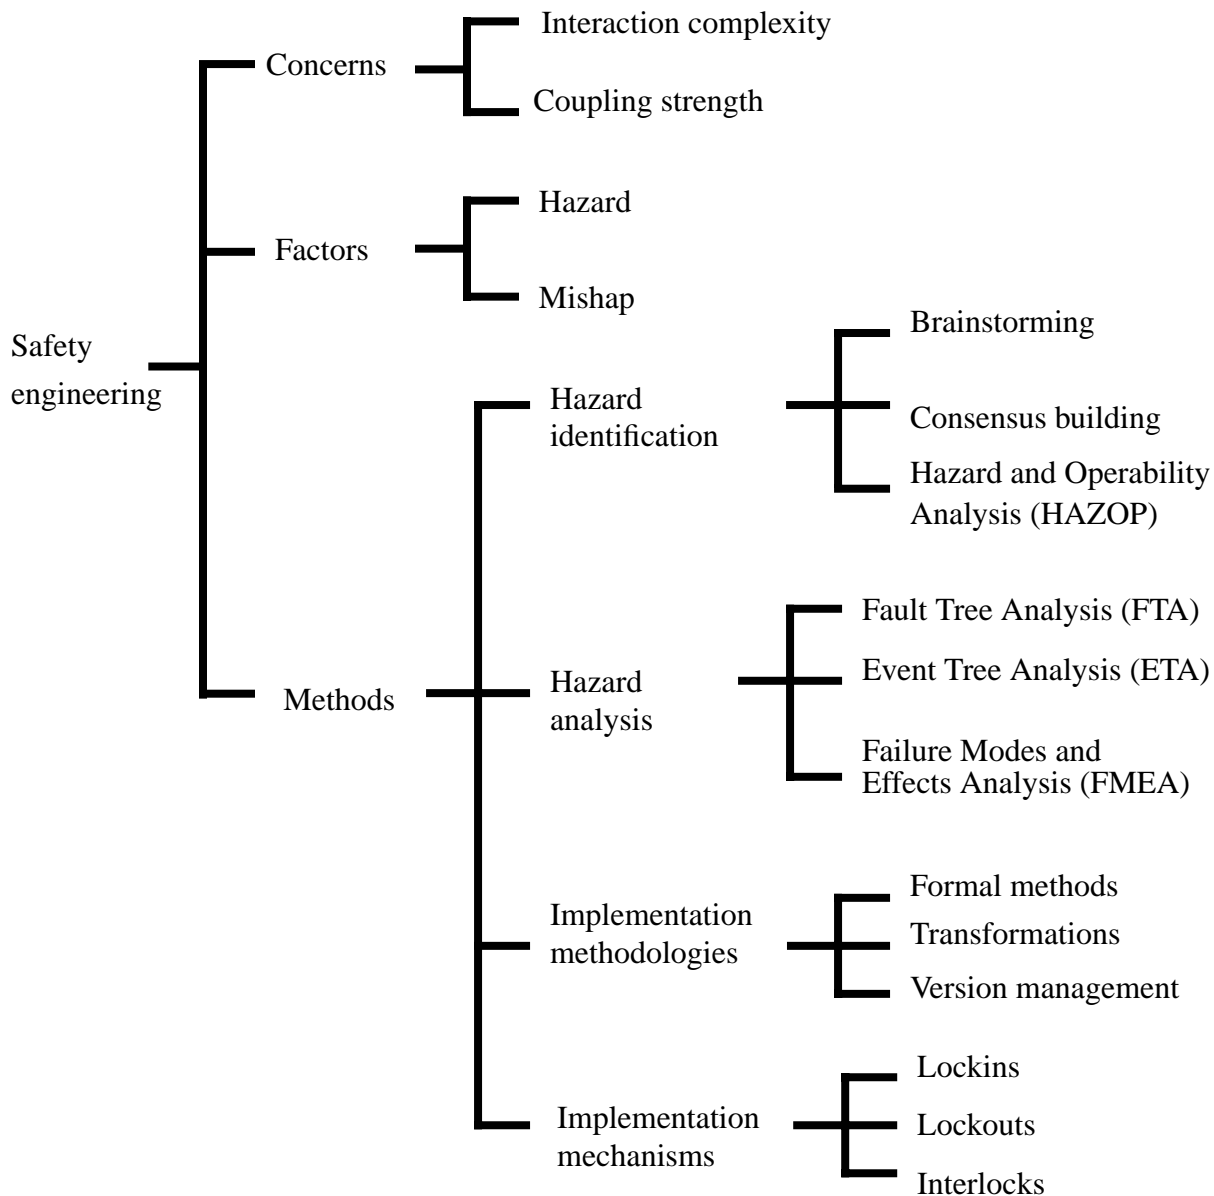 Safety
engineering
Concerns
Interaction complexity
Coupling strength
Factors
Hazard
Mishap
Methods
Hazard
identification
Brainstorming
Consensus building
Hazard and Operability
Analysis (HAZOP)
Hazard
analysis
Fault Tree Analysis (FTA)
Event Tree Analysis (ETA)
Failure Modes and
Effects Analysis (FMEA)
Implementation
methodologies
Formal methods
Transformations
Version management
Implementation
mechanisms
Lockins
Lockouts
Interlocks